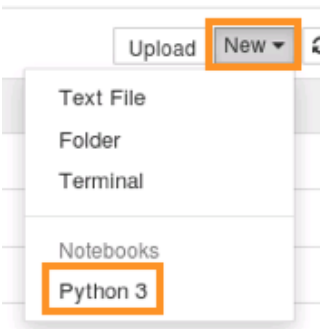 Upload New
Text File
Folder
Terminal
Notebooks
Python 3